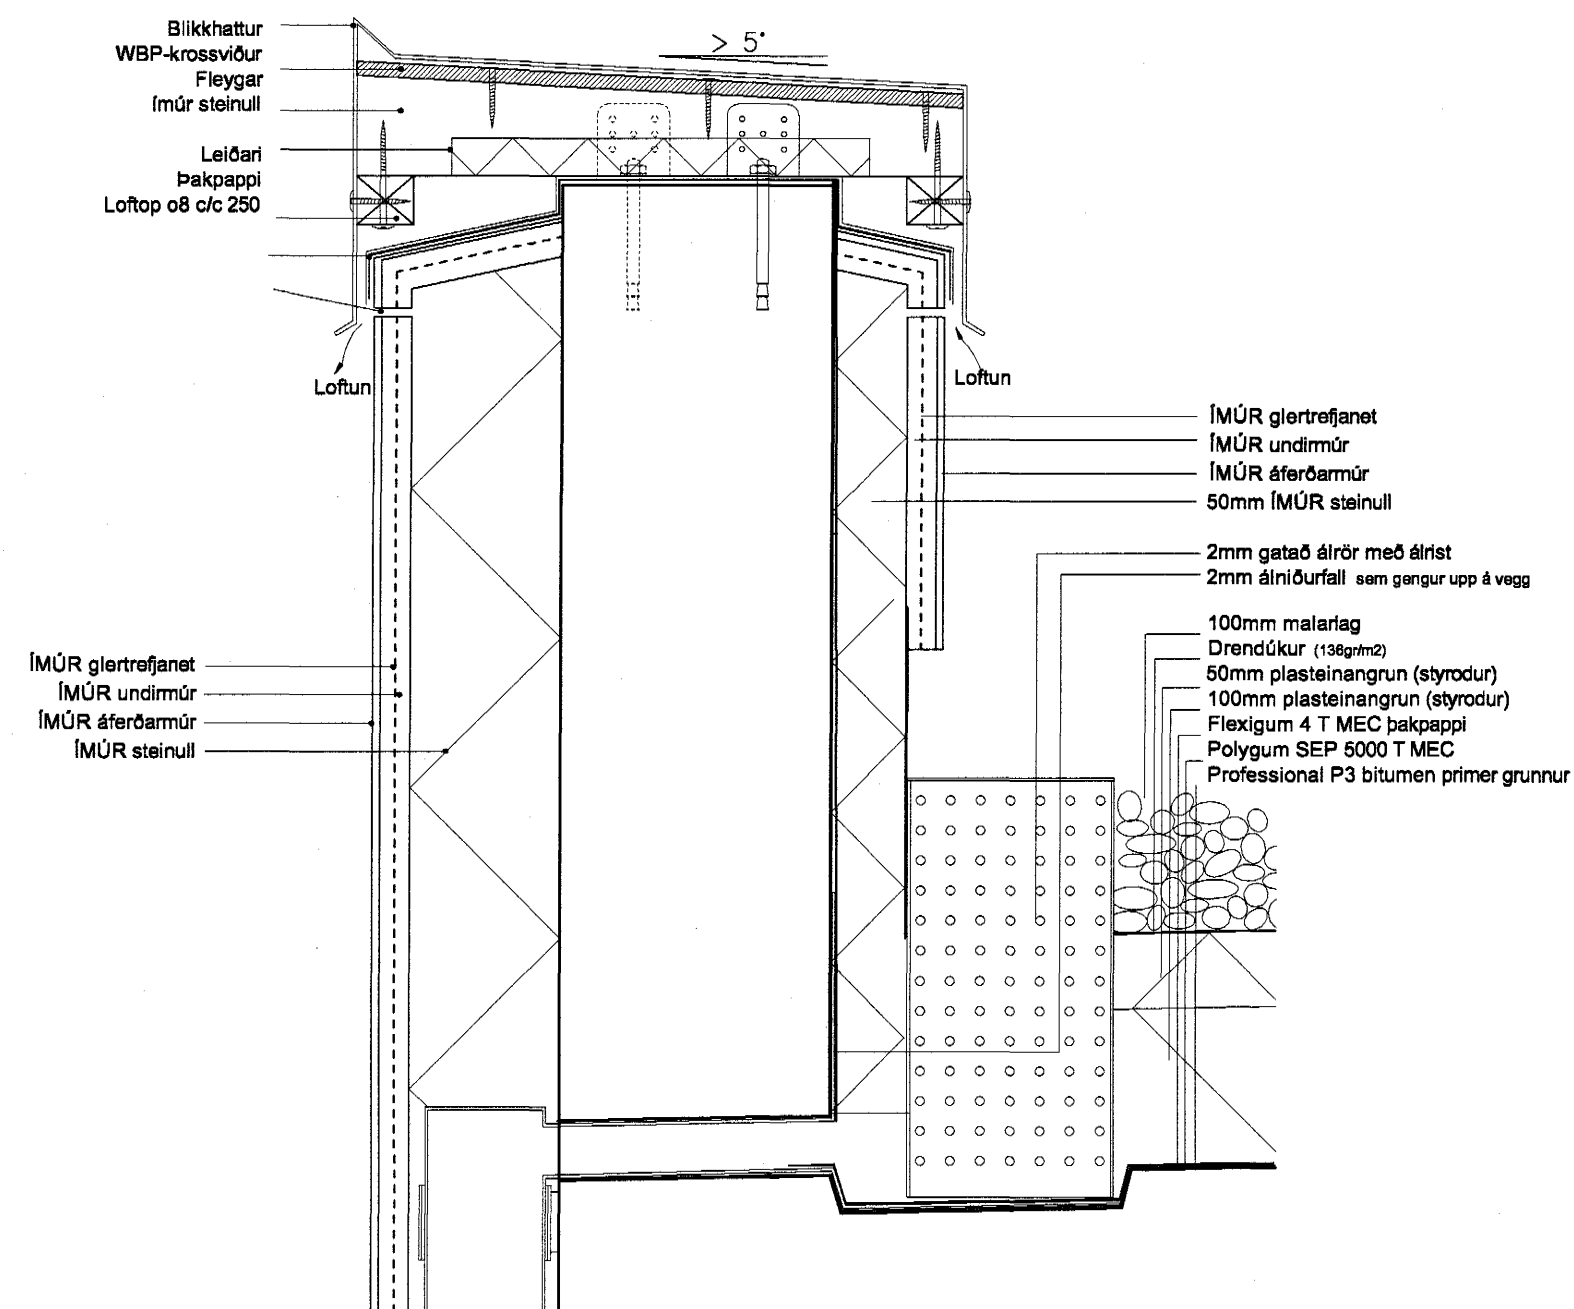 Blikkhattur
WBP-krossviður
Fleygar
Ímúr steinull
Leiðari
Þakpappi
Loftop o8 c/c 250
> 5°
Loftun
Loftun
ÍMÚR glertrefjanet
ÍMÚR undirmúr
ÍMÚR áferðarmúr
50mm ÍMÚR steinull
2mm gatað álrör með álrist
2mm álniðurfall sem gengur upp á vegg
100mm malarlag
Drendúkur (136gr/m2)
50mm plasteinangrun (styrodur)
100mm plasteinangrun (styrodur)
Flexigum 4 T MEC þakpappi
Polygum SEP 5000 T MEC
Professional P3 bitumen primer grunnur
ÍMÚR glertrefjanet
ÍMÚR undirmúr
ÍMÚR áferðarmúr
ÍMÚR steinull